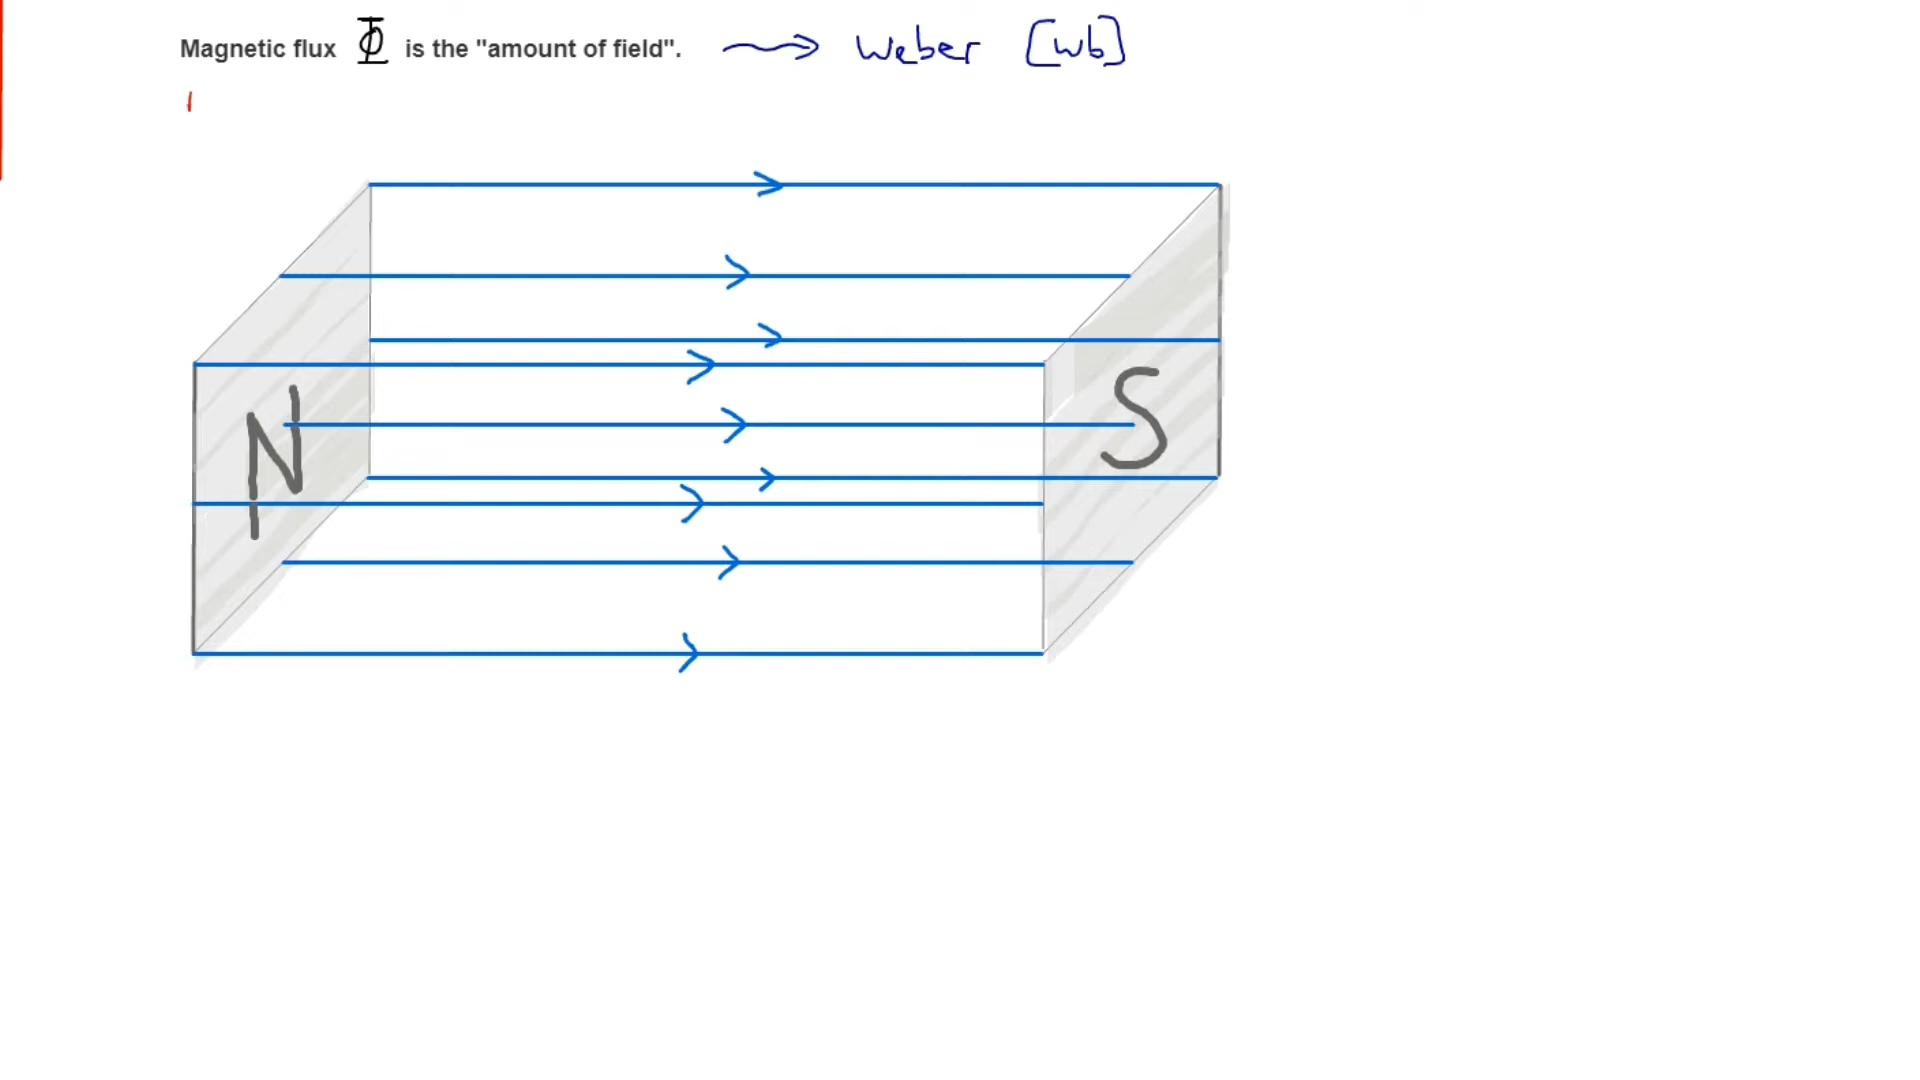 Magnetic flux Φ is the "amount of field". → Weber [Wb]
N
S